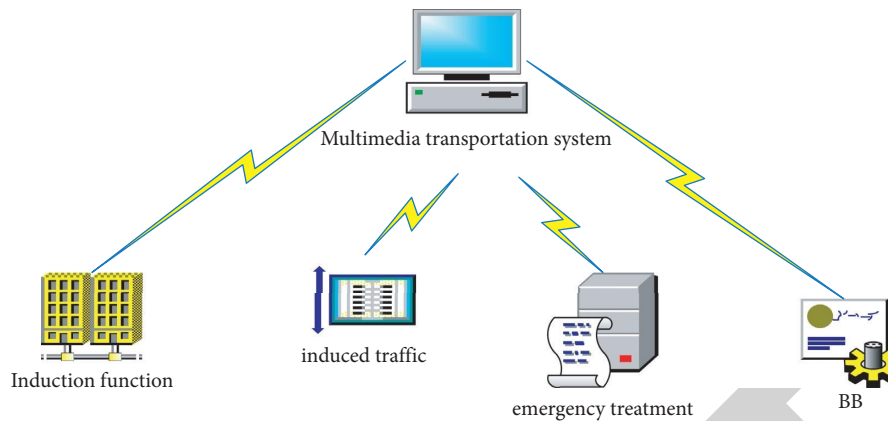 Multimedia transportation system
Induction function
induced traffic
emergency treatment
BB